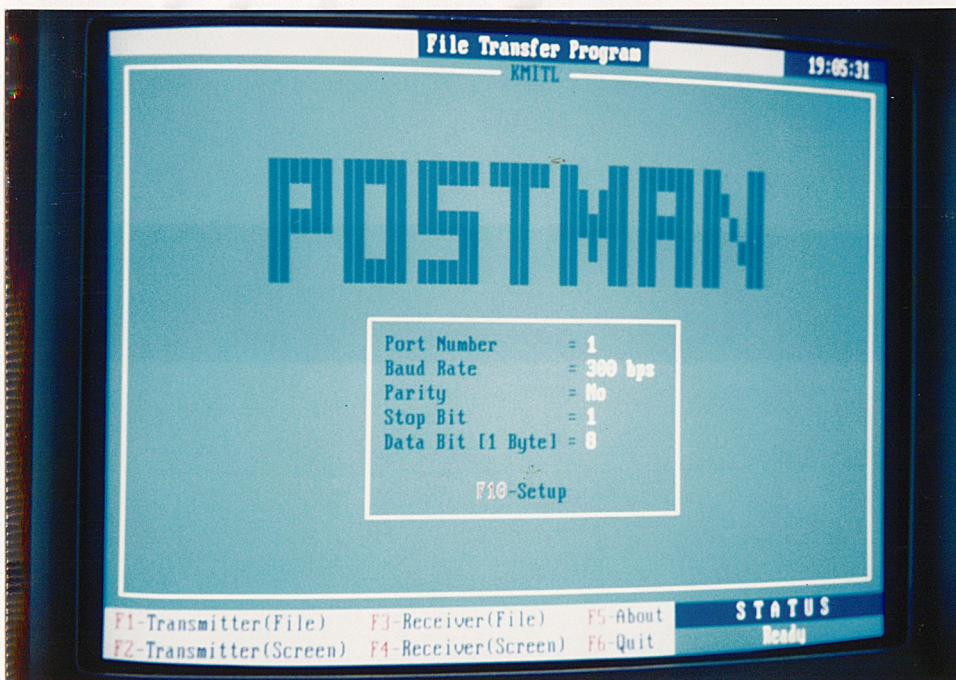 File Transfer Program
19:05:31
KMITL
POSTMAN
Port Number = 1
Baud Rate = 300 bps
Parity = No
Stop Bit = 1
Data Bit [1 Byte] = 8
F10-Setup
F1-Transmitter(File) F3-Receiver(File) F5-About
F2-Transmitter(Screen) F4-Receiver(Screen) F6-Quit
STATUS
Ready